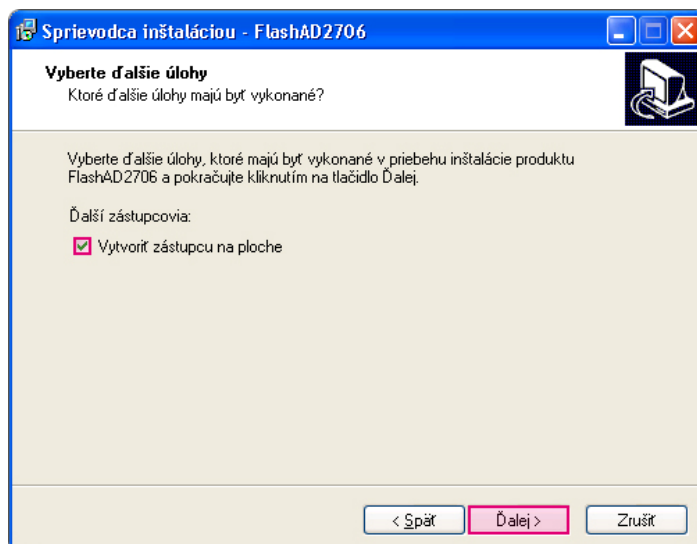 Sprievodca inštaláciou - FlashAD2706
Vyberte ďalšie úlohy
Ktoré ďalšie úlohy majú byť vykonané?
Vyberte ďalšie úlohy, ktoré majú byť vykonané v priebehu inštalácie produktu
FlashAD2706 a pokračujte kliknutím na tlačidlo Ďalej.
Ďalší zástupcovia:
Vytvoriť zástupcu na ploche
< Späť
Ďalej >
Zrušiť